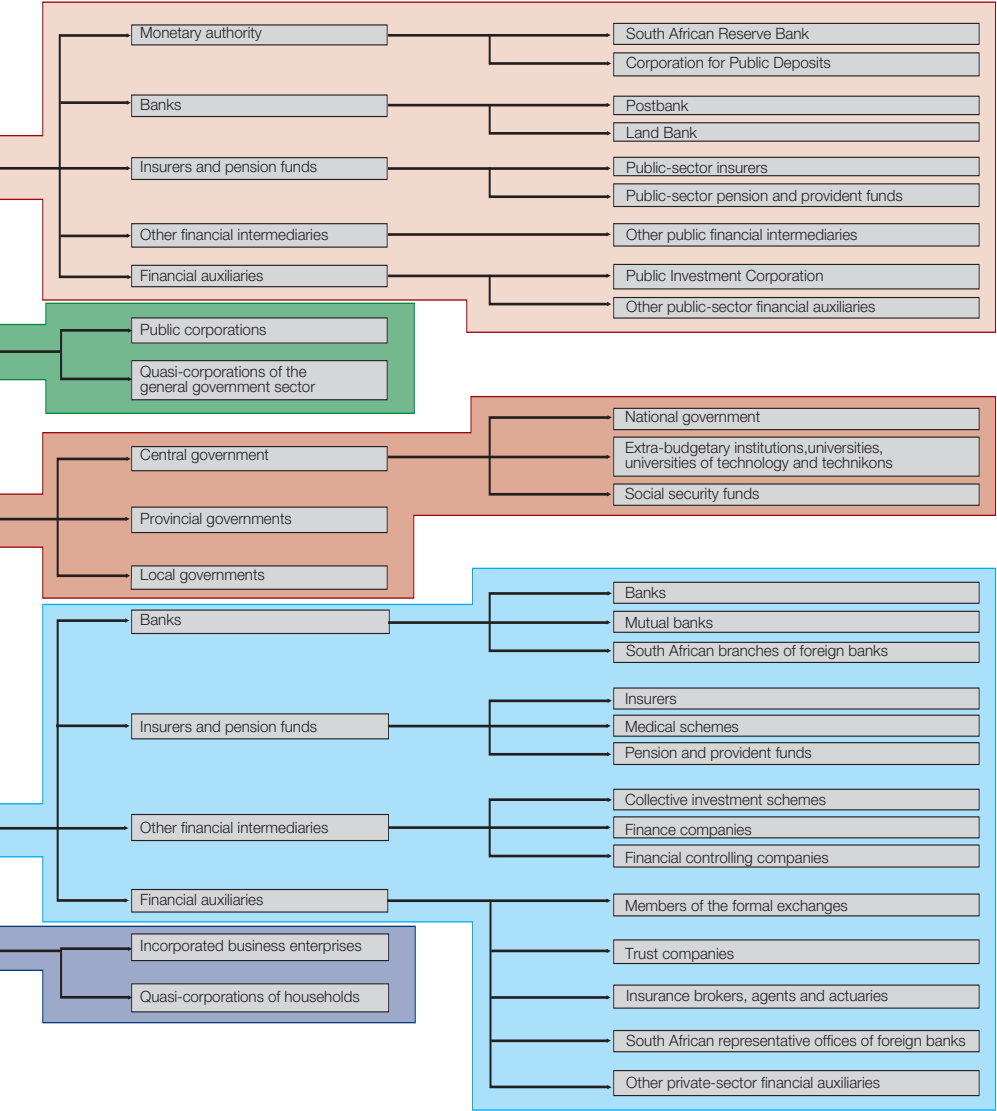 Monetary authority
South African Reserve Bank
Corporation for Public Deposits
Banks
Postbank
Land Bank
Insurers and pension funds
Public-sector insurers
Public-sector pension and provident funds
Other financial intermediaries
Other public financial intermediaries
Financial auxiliaries
Public Investment Corporation
Other public-sector financial auxiliaries
Public corporations
Quasi-corporations of the
general government sector
Central government
National government
Extra-budgetary institutions,universities,
universities of technology and technikons
Social security funds
Provincial governments
Local governments
Banks
Banks
Mutual banks
South African branches of foreign banks
Insurers and pension funds
Insurers
Medical schemes
Pension and provident funds
Other financial intermediaries
Collective investment schemes
Finance companies
Financial controlling companies
Financial auxiliaries
Members of the formal exchanges
Trust companies
Insurance brokers, agents and actuaries
South African representative offices of foreign banks
Other private-sector financial auxiliaries
Incorporated business enterprises
Quasi-corporations of households